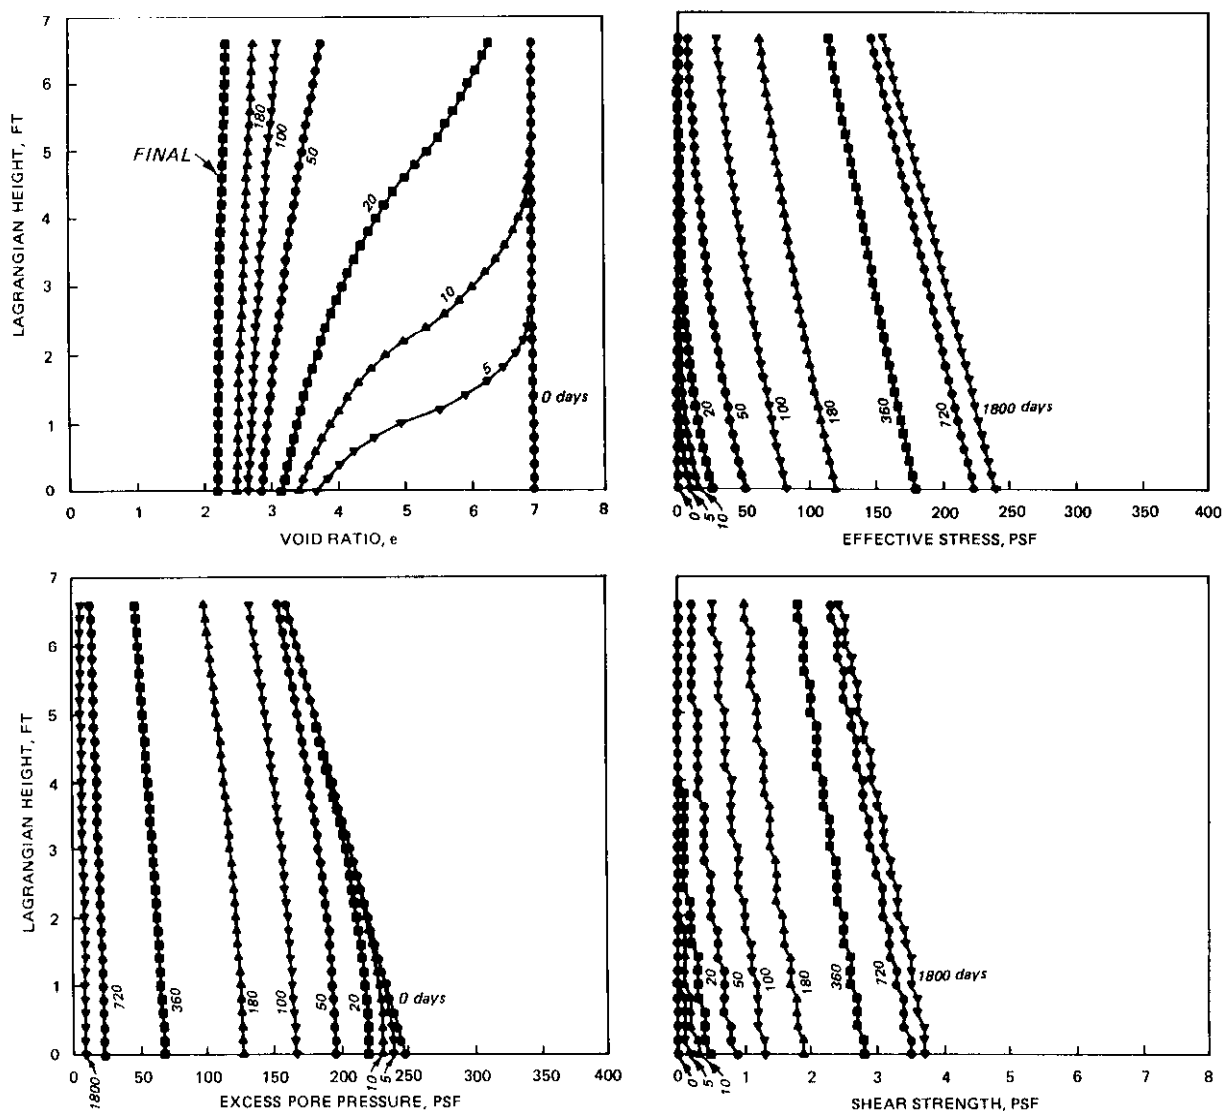 7
6
5
4
3
2
1
0
LAGRANGIAN HEIGHT, FT
FINAL
180
100
50
20
10
5
0 days
0 1 2 3 4 5 6 7 8
VOID RATIO, e
20
50
100
180
360
720
1800 days
0 50 100 150 200 250 300 350 400
0 5 10
EFFECTIVE STRESS, PSF
7
6
5
4
3
2
1
0
LAGRANGIAN HEIGHT, FT
720
360
180
100
50
20
0 days
0 50 100 150 200 250 300 350 400
1800
10 5
EXCESS PORE PRESSURE, PSF
20
50
100
180
360
720
1800 days
0 1 2 3 4 5 6 7 8
0 5 10
SHEAR STRENGTH, PSF